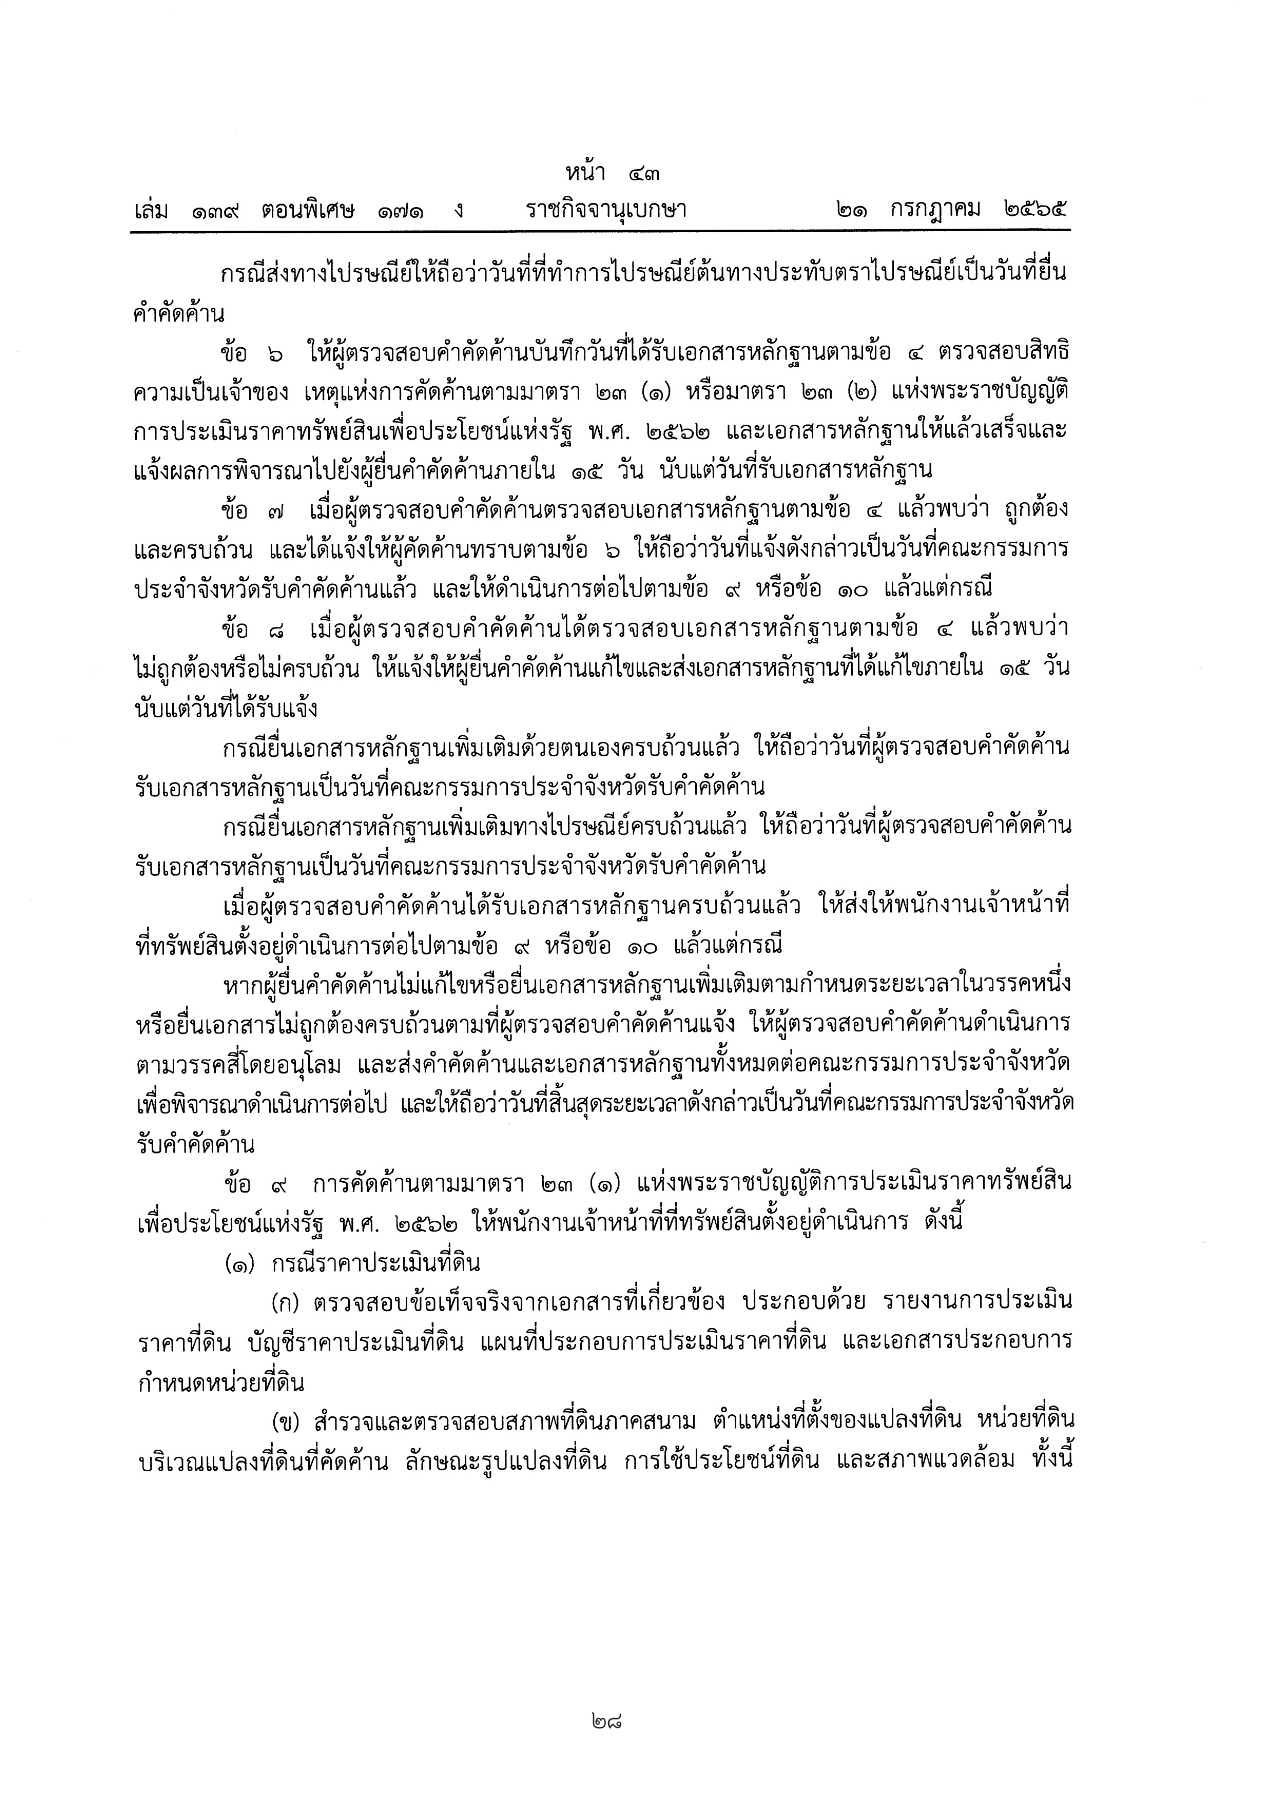 หน้า ๔๓
เล่ม ๑๓๙ ตอนพิเศษ ๑๗๑ ง ราชกิจจานุเบกษา ๒๑ กรกฎาคม ๒๕๖๕
กรณีส่งทางไปรษณีย์ให้ถือว่าวันที่ที่ทำการไปรษณีย์ต้นทางประทับตราไปรษณีย์เป็นวันที่ยื่น
คำคัดค้าน
ข้อ ๖ ให้ผู้ตรวจสอบคำคัดค้านบันทึกวันที่ได้รับเอกสารหลักฐานตามข้อ ๔ ตรวจสอบสิทธิ
ความเป็นเจ้าของ เหตุแห่งการคัดค้านตามมาตรา ๒๓ (๑) หรือมาตรา ๒๓ (๒) แห่งพระราชบัญญัติ
การประเมินราคาทรัพย์สินเพื่อประโยชน์แห่งรัฐ พ.ศ. ๒๕๖๒ และเอกสารหลักฐานให้แล้วเสร็จและ
แจ้งผลการพิจารณาไปยังผู้ยื่นคำคัดค้านภายใน ๑๕ วัน นับแต่วันที่รับเอกสารหลักฐาน
ข้อ ๗ เมื่อผู้ตรวจสอบคำคัดค้านตรวจสอบเอกสารหลักฐานตามข้อ ๔ แล้วพบว่า ถูกต้อง
และครบถ้วน และได้แจ้งให้ผู้คัดค้านทราบตามข้อ ๖ ให้ถือว่าวันที่แจ้งดังกล่าวเป็นวันที่คณะกรรมการ
ประจำจังหวัดรับคำคัดค้านแล้ว และให้ดำเนินการต่อไปตามข้อ ๙ หรือข้อ ๑๐ แล้วแต่กรณี
ข้อ ๘ เมื่อผู้ตรวจสอบคำคัดค้านได้ตรวจสอบเอกสารหลักฐานตามข้อ ๔ แล้วพบว่า
ไม่ถูกต้องหรือไม่ครบถ้วน ให้แจ้งให้ผู้ยื่นคำคัดค้านแก้ไขและส่งเอกสารหลักฐานที่ได้แก้ไขภายใน ๑๕ วัน
นับแต่วันที่ได้รับแจ้ง
กรณียื่นเอกสารหลักฐานเพิ่มเติมด้วยตนเองครบถ้วนแล้ว ให้ถือว่าวันที่ผู้ตรวจสอบคำคัดค้าน
รับเอกสารหลักฐานเป็นวันที่คณะกรรมการประจำจังหวัดรับคำคัดค้าน
กรณียื่นเอกสารหลักฐานเพิ่มเติมทางไปรษณีย์ครบถ้วนแล้ว ให้ถือว่าวันที่ผู้ตรวจสอบคำคัดค้าน
รับเอกสารหลักฐานเป็นวันที่คณะกรรมการประจำจังหวัดรับคำคัดค้าน
เมื่อผู้ตรวจสอบคำคัดค้านได้รับเอกสารหลักฐานครบถ้วนแล้ว ให้ส่งให้พนักงานเจ้าหน้าที่
ที่ทรัพย์สินตั้งอยู่ดำเนินการต่อไปตามข้อ ๙ หรือข้อ ๑๐ แล้วแต่กรณี
หากผู้ยื่นคำคัดค้านไม่แก้ไขหรือยื่นเอกสารหลักฐานเพิ่มเติมตามกำหนดระยะเวลาในวรรคหนึ่ง
หรือยื่นเอกสารไม่ถูกต้องครบถ้วนตามที่ผู้ตรวจสอบคำคัดค้านแจ้ง ให้ผู้ตรวจสอบคำคัดค้านดำเนินการ
ตามวรรคสี่โดยอนุโลม และส่งคำคัดค้านและเอกสารหลักฐานทั้งหมดต่อคณะกรรมการประจำจังหวัด
เพื่อพิจารณาดำเนินการต่อไป และให้ถือว่าวันที่สิ้นสุดระยะเวลาดังกล่าวเป็นวันที่คณะกรรมการประจำจังหวัด
รับคำคัดค้าน
ข้อ ๙ การคัดค้านตามมาตรา ๒๓ (๑) แห่งพระราชบัญญัติการประเมินราคาทรัพย์สิน
เพื่อประโยชน์แห่งรัฐ พ.ศ. ๒๕๖๒ ให้พนักงานเจ้าหน้าที่ที่ทรัพย์สินตั้งอยู่ดำเนินการ ดังนี้
(๑) กรณีราคาประเมินที่ดิน
(ก) ตรวจสอบข้อเท็จจริงจากเอกสารที่เกี่ยวข้อง ประกอบด้วย รายงานการประเมิน
ราคาที่ดิน บัญชีราคาประเมินที่ดิน แผนที่ประกอบการประเมินราคาที่ดิน และเอกสารประกอบการ
กำหนดหน่วยที่ดิน
(ข) สำรวจและตรวจสอบสภาพที่ดินภาคสนาม ตำแหน่งที่ตั้งของแปลงที่ดิน หน่วยที่ดิน
บริเวณแปลงที่ดินที่คัดค้าน ลักษณะรูปแปลงที่ดิน การใช้ประโยชน์ที่ดิน และสภาพแวดล้อม ทั้งนี้
๒๘